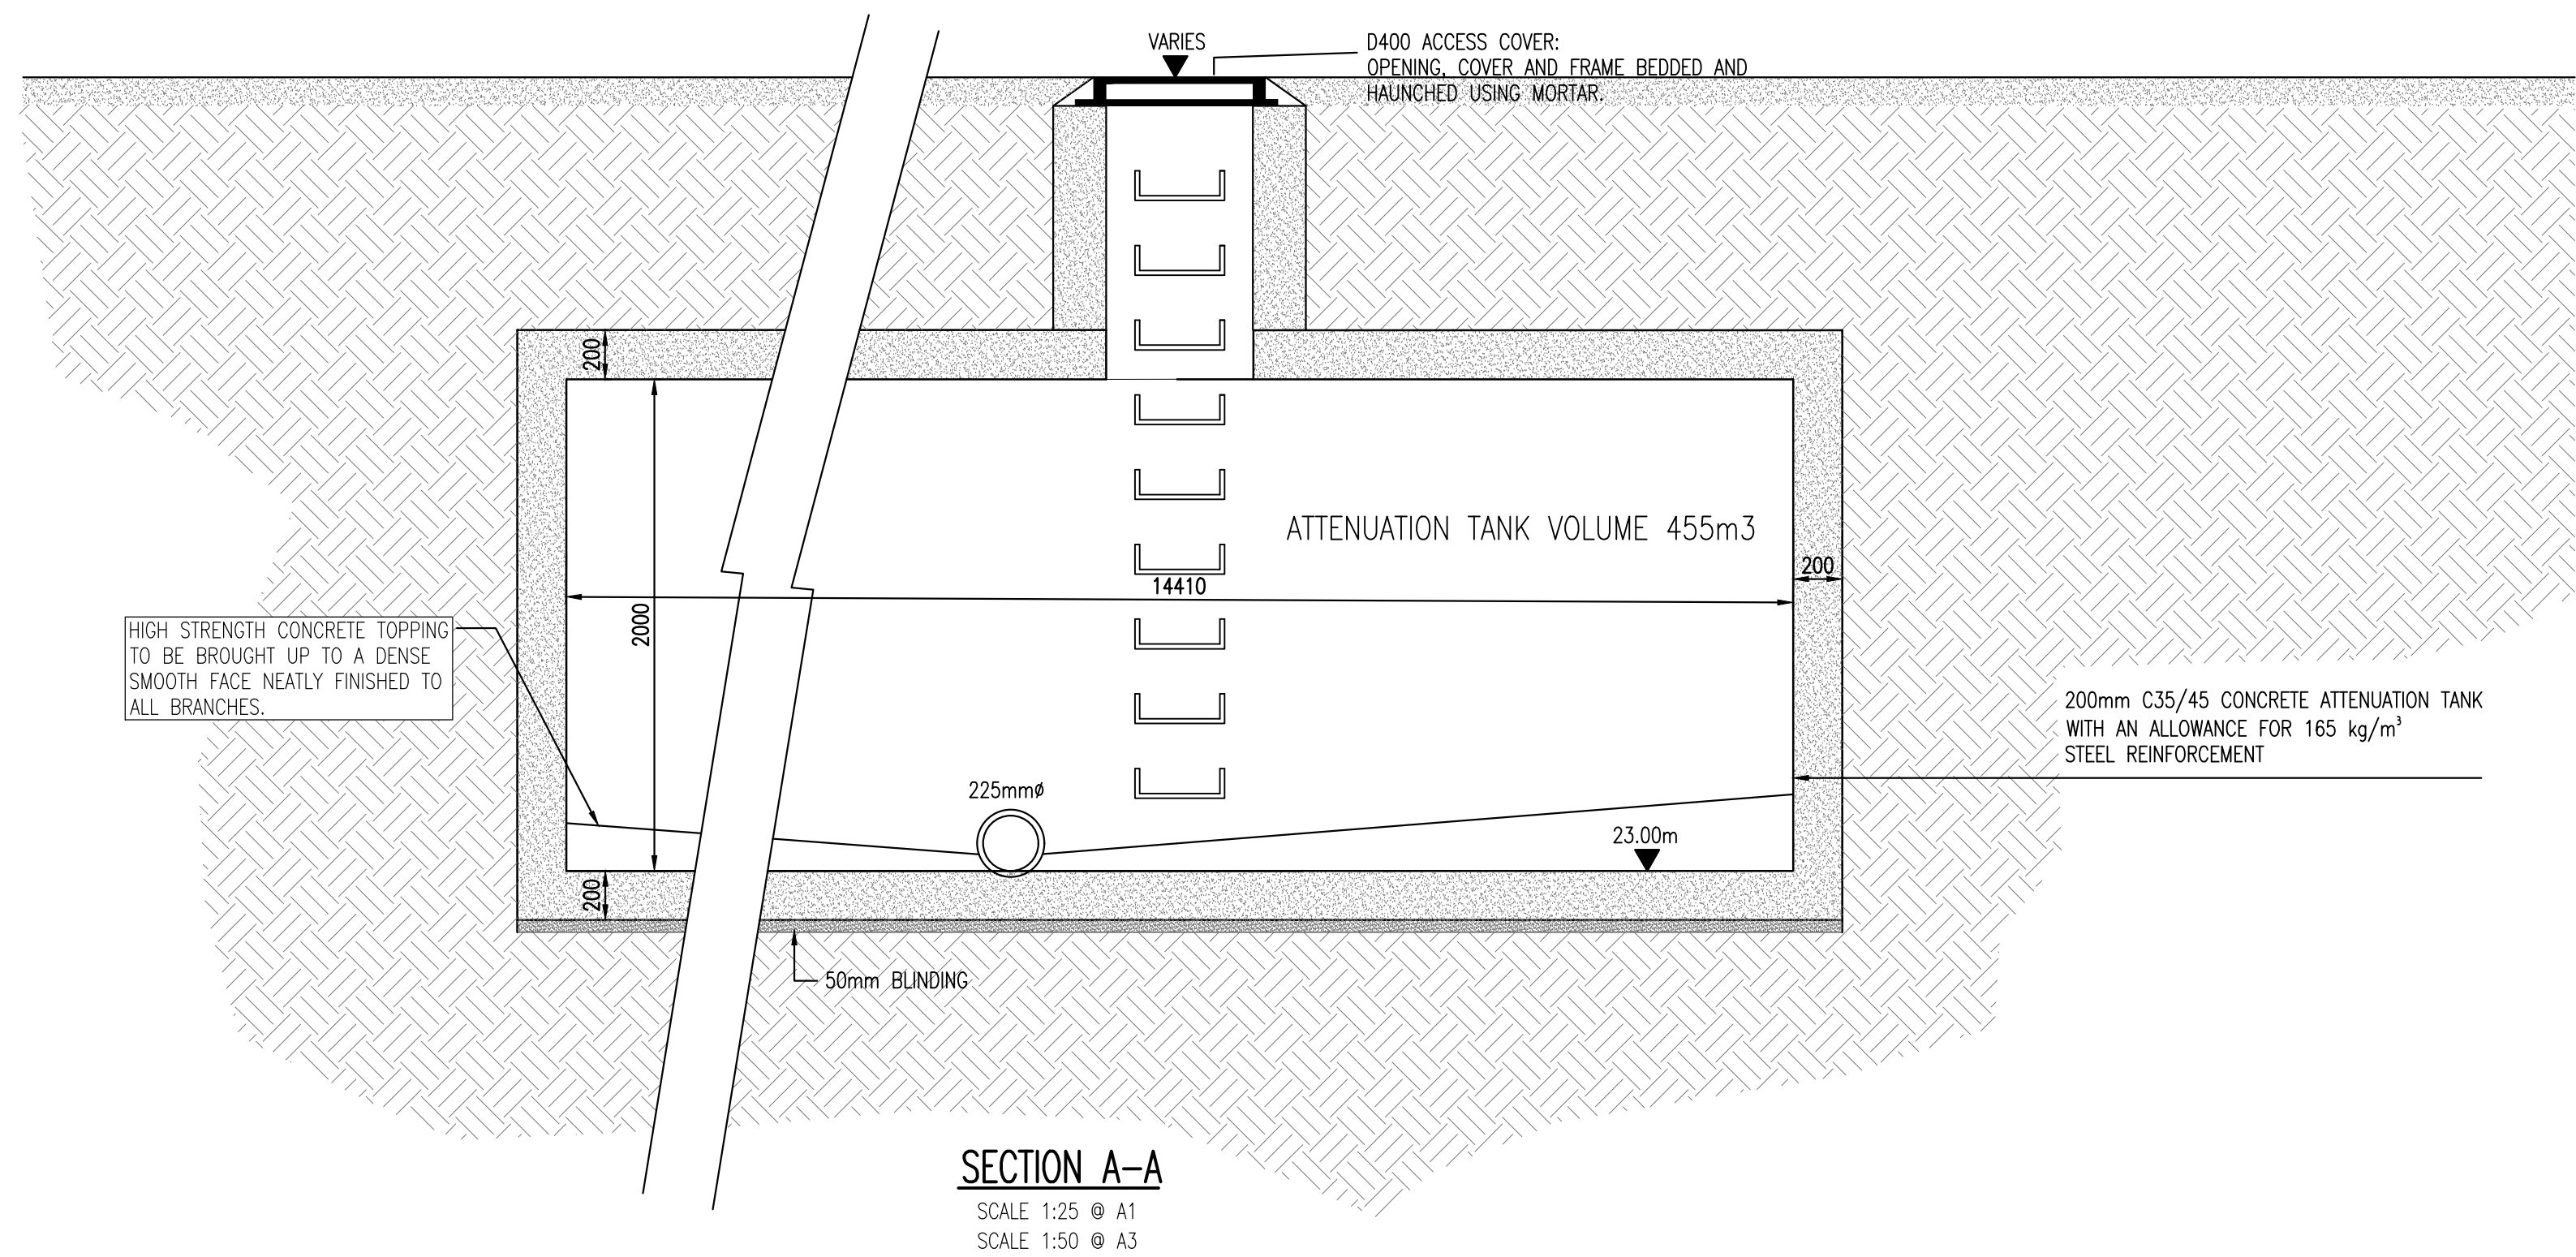 VARIES
D400 ACCESS COVER:
OPENING, COVER AND FRAME BEDDED AND
HAUNCHED USING MORTAR.
200
ATTENUATION TANK VOLUME 455m3
200
14410
2000
HIGH STRENGTH CONCRETE TOPPING
TO BE BROUGHT UP TO A DENSE
SMOOTH FACE NEATLY FINISHED TO
ALL BRANCHES.
200mm C35/45 CONCRETE ATTENUATION TANK
WITH AN ALLOWANCE FOR 165 kg/m³
STEEL REINFORCEMENT
225mmø
23.00m
200
50mm BLINDING
SECTION A-A
SCALE 1:25 @ A1
SCALE 1:50 @ A3